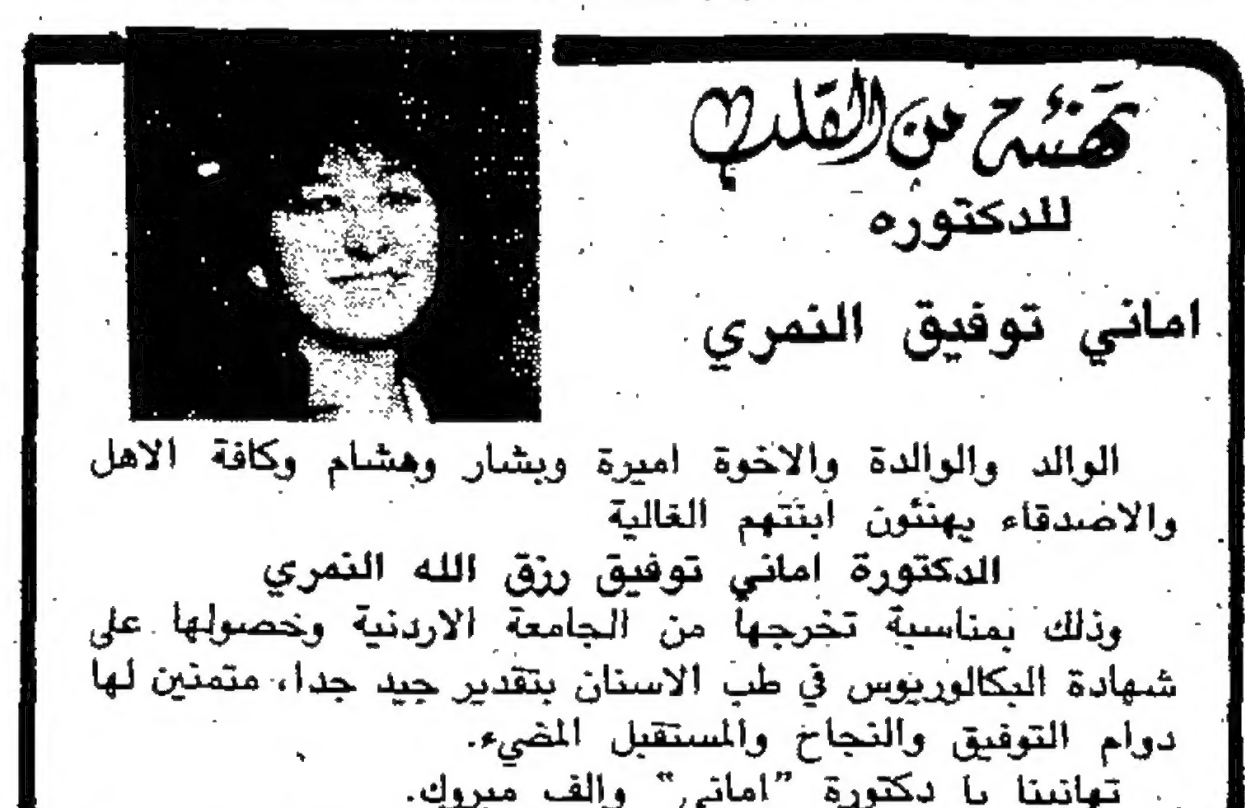 تهنئة من القلب
للدكتوره
اماني توفيق النمري
الوالد والوالدة والاخوة اميرة وبشار وهشام وكافة الاهل
والاصدقاء يهنئون ابنتهم الغالية
الدكتورة اماني توفيق رزق الله النمري
وذلك بمناسبة تخرجها من الجامعة الاردنية وحصولها على
شهادة البكالوريوس في طب الاسنان بتقدير جيد جدا، متمنين لها
دوام التوفيق والنجاح والمستقبل المضيء.
تهانينا يا دكتورة "اماني" والف مبروك.